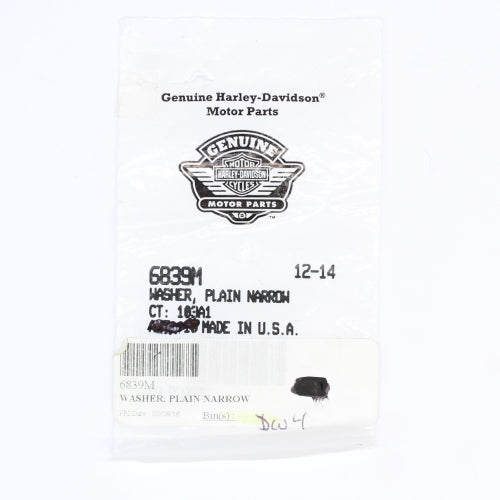 Genuine Harley-Davidson®
Motor Parts
GENUINE
MOTOR
HARLEY-DAVIDSON
CYCLES
MOTOR PARTS
™
6839M 12-14
WASHER, PLAIN NARROW
CT: 103A1
MADE IN U.S.A.
6839M
WASHER, PLAIN NARROW
Bin(s): DW4